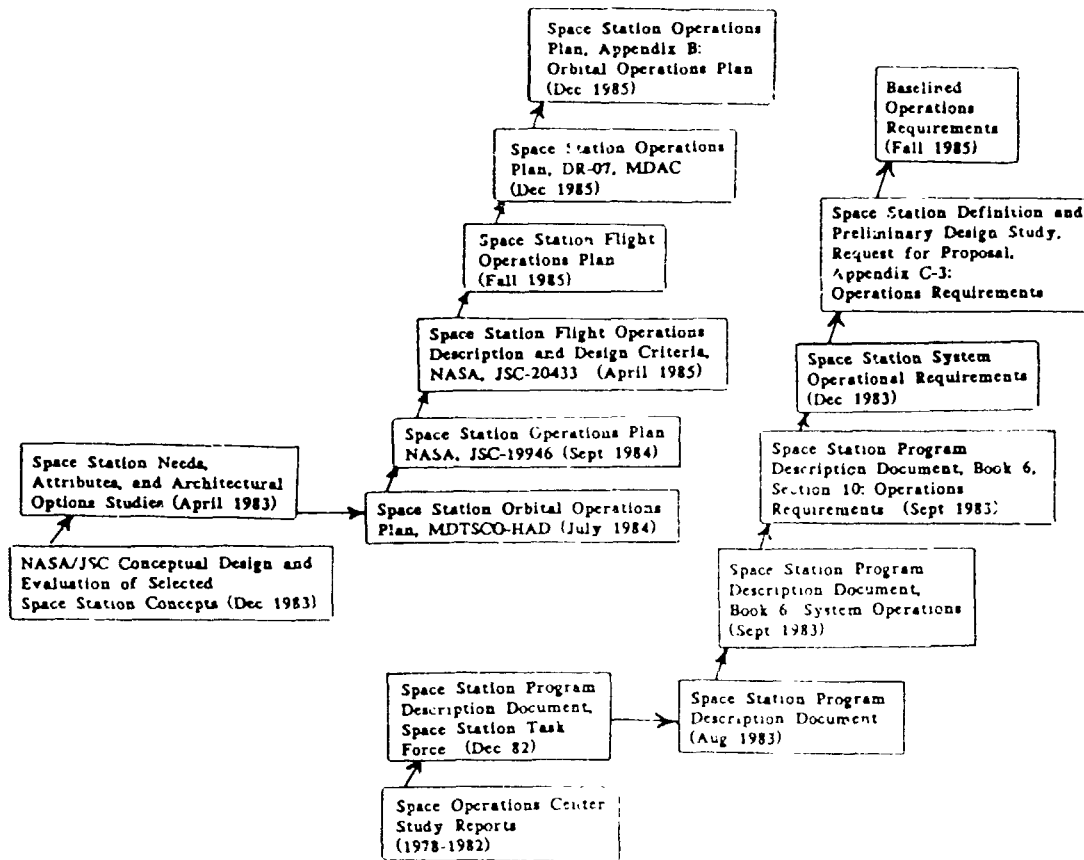 Space Station Operations
Plan, Appendix B:
Orbital Operations Plan
(Dec 1985)
Baselined
Operations
Requirements
(Fall 1985)
Space Station Operations
Plan, DR-07, MDAC
(Dec 1985)
Space Station Definition and
Preliminary Design Study,
Request for Proposal,
Appendix C-3:
Operations Requirements
Space Station Flight
Operations Plan
(Fall 1985)
Space Station Flight Operations
Description and Design Criteria,
NASA, JSC-20433 (April 1985)
Space Station System
Operational Requirements
(Dec 1983)
Space Station Operations Plan
NASA, JSC-19946 (Sept 1984)
Space Station Program
Description Document, Book 6,
Section 10: Operations
Requirements (Sept 1983)
Space Station Needs,
Attributes, and Architectural
Options Studies (April 1983)
Space Station Orbital Operations
Plan, MDTSCO-HAD (July 1984)
NASA/JSC Conceptual Design and
Evaluation of Selected
Space Station Concepts (Dec 1983)
Space Station Program
Description Document,
Book 6 System Operations
(Sept 1983)
Space Station Program
Description Document,
Space Station Task
Force (Dec 82)
Space Station Program
Description Document
(Aug 1983)
Space Operations Center
Study Reports
(1978-1982)